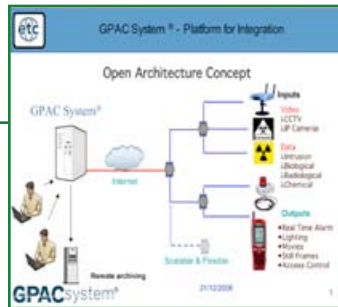 etc
GPAC System ® - Platform for Integration
Open Architecture Concept
GPAC System®
Internet
Inputs
Video
CCTV
IP Cameras
Data
Intrusion
Biological
Radiological
Chemical
Outputs
Real Time Alarm
Lighting
Movies
Still Frames
Access Control
Scalable & Flexible
Remote archiving
GPACsystem®
21/12/2006
1